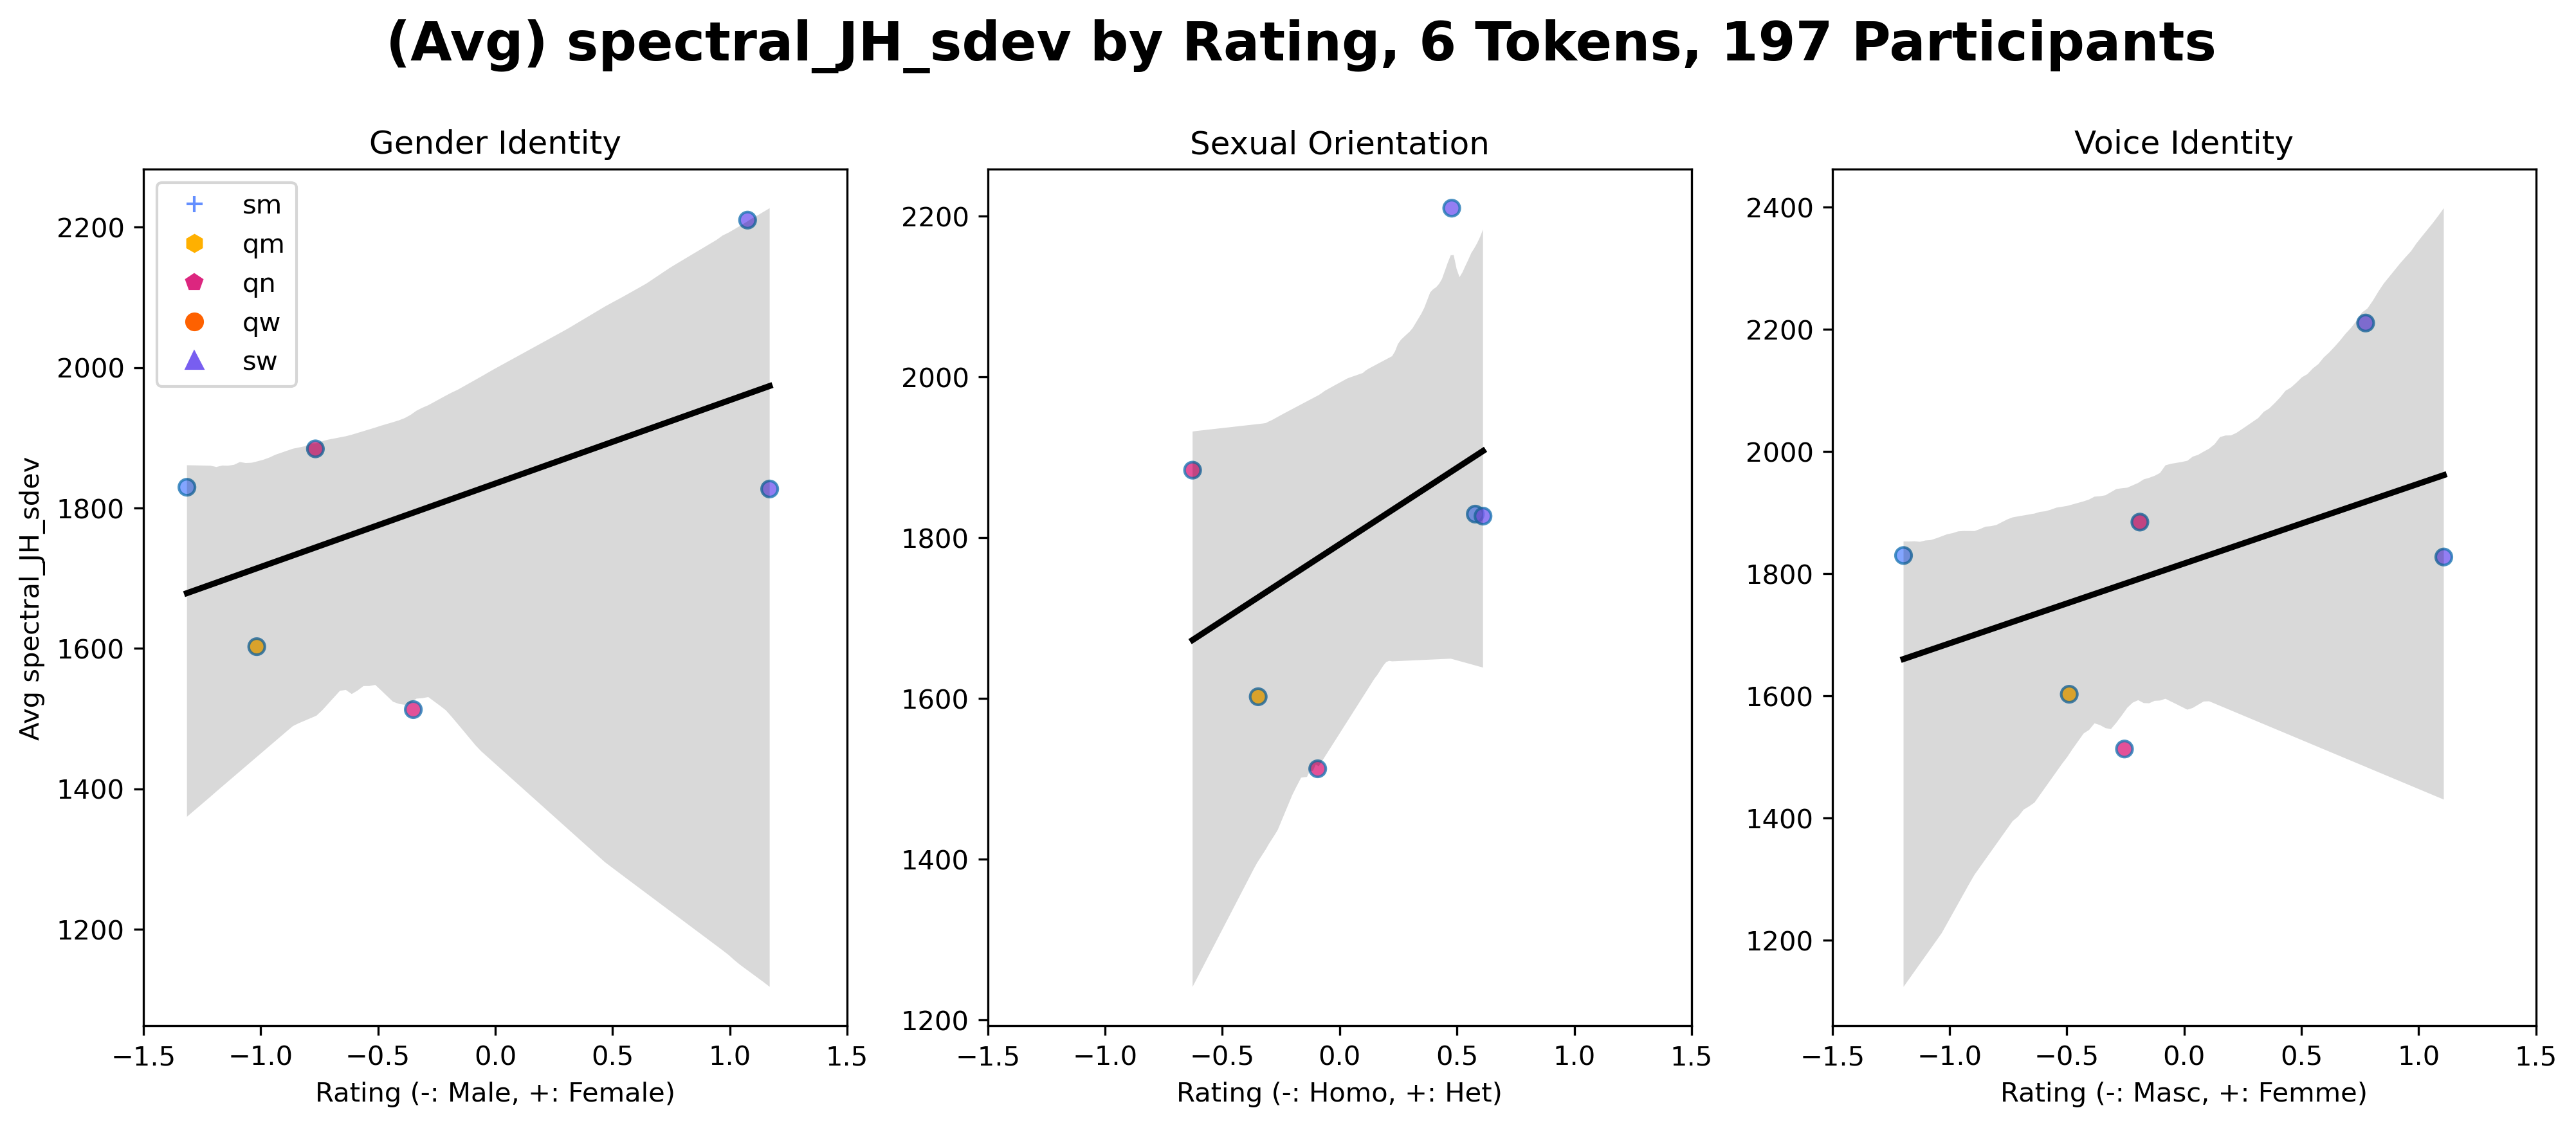 (Avg) spectral_JH_sdev by Rating, 6 Tokens, 197 Participants
Gender Identity
Sexual Orientation
Voice Identity
sm
qm
qn
qw
sw
Avg spectral_JH_sdev
2200
2000
1800
1600
1400
1200
−1.5 −1.0 −0.5 0.0 0.5 1.0 1.5
Rating (-: Male, +: Female)
2200
2000
1800
1600
1400
1200
−1.5 −1.0 −0.5 0.0 0.5 1.0 1.5
Rating (-: Homo, +: Het)
2400
2200
2000
1800
1600
1400
1200
−1.5 −1.0 −0.5 0.0 0.5 1.0 1.5
Rating (-: Masc, +: Femme)